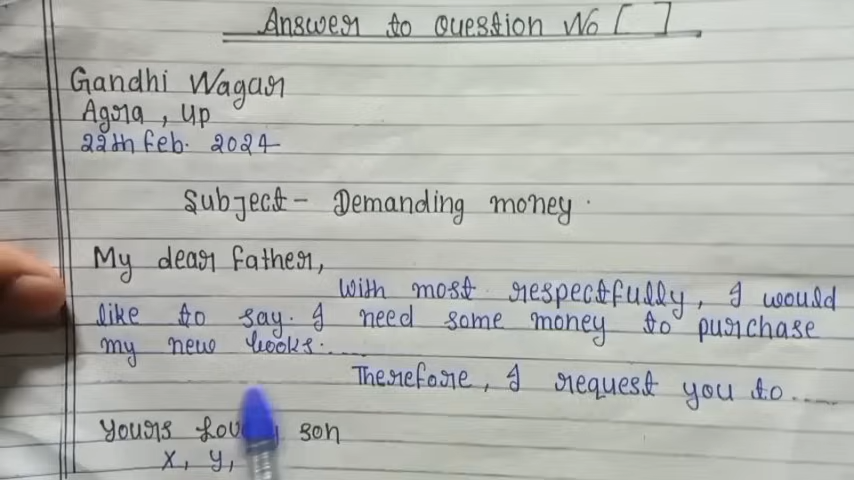 Answer to Question No [ ]
Gandhi Nagar
Agra, up
22th feb. 2024
Subject- Demanding money.
My dear father,
With most respectfully, I would
like to say. I need some money to purchase
my new books.....
Therefore, I request you to.....
yours son
x, y,